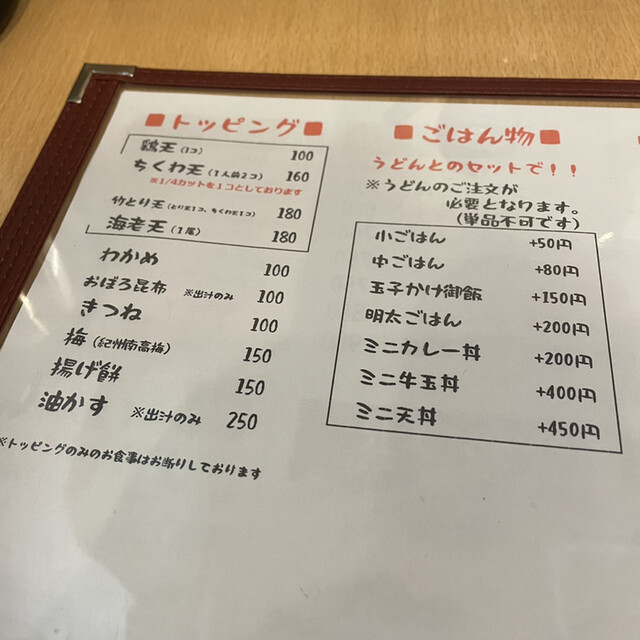 ■トッピング■
鶏天(1コ) 100
ちくわ天(1人前2コ) 160
※1/4カットを1コとしております
竹とり天(とり天1コ、ちくわ天1コ) 180
海老天(1尾) 180
わかめ 100
おぼろ昆布 ※出汁のみ 100
きつね 100
梅(紀州南高梅) 150
揚げ餅 150
油かす ※出汁のみ 250
※トッピングのみのお食事はお断りしております
■ごはん物■
うどんとのセットで!!
※うどんのご注文が
必要となります。
(単品不可です)
小ごはん +50円
中ごはん +80円
玉子かけ御飯 +150円
明太ごはん +200円
ミニカレー丼 +200円
ミニ牛玉丼 +400円
ミニ天丼 +450円